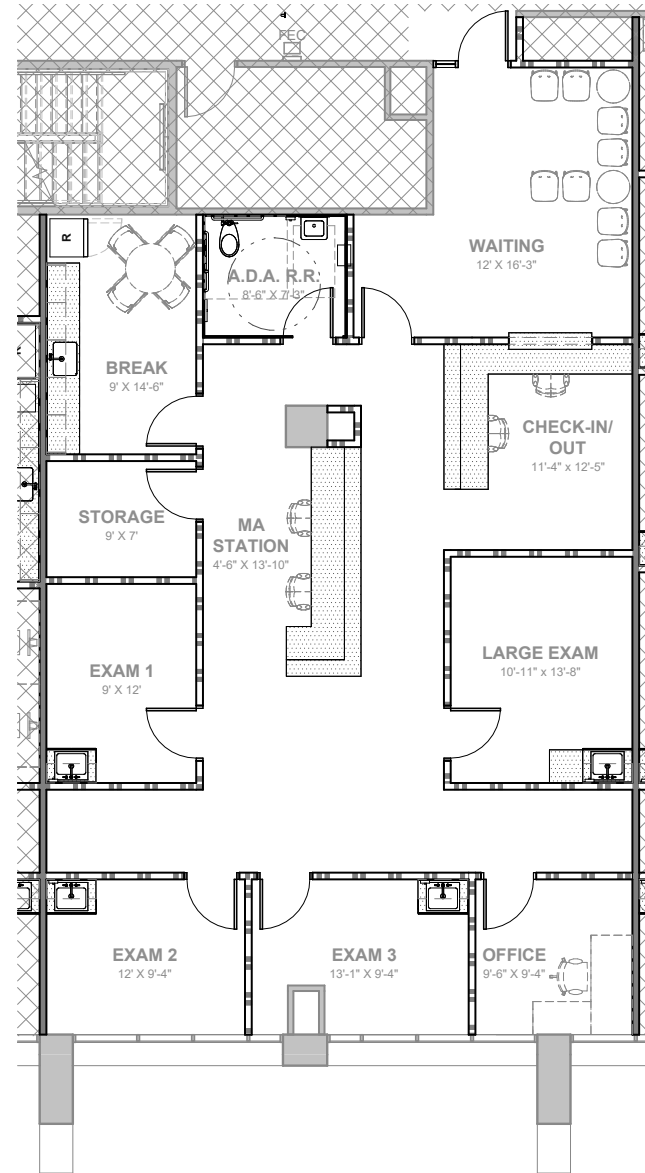 FEC
WAITING
12' X 16'-3"
R
A.D.A. R.R.
8'-6" X 7'-3"
BREAK
9' X 14'-6"
CHECK-IN/
OUT
11'-4" x 12'-5"
STORAGE
9' X 7'
MA
STATION
4'-6" X 13'-10"
EXAM 1
9' X 12'
LARGE EXAM
10'-11" x 13'-8"
EXAM 2
12' X 9'-4"
EXAM 3
13'-1" X 9'-4"
OFFICE
9'-6" X 9'-4"